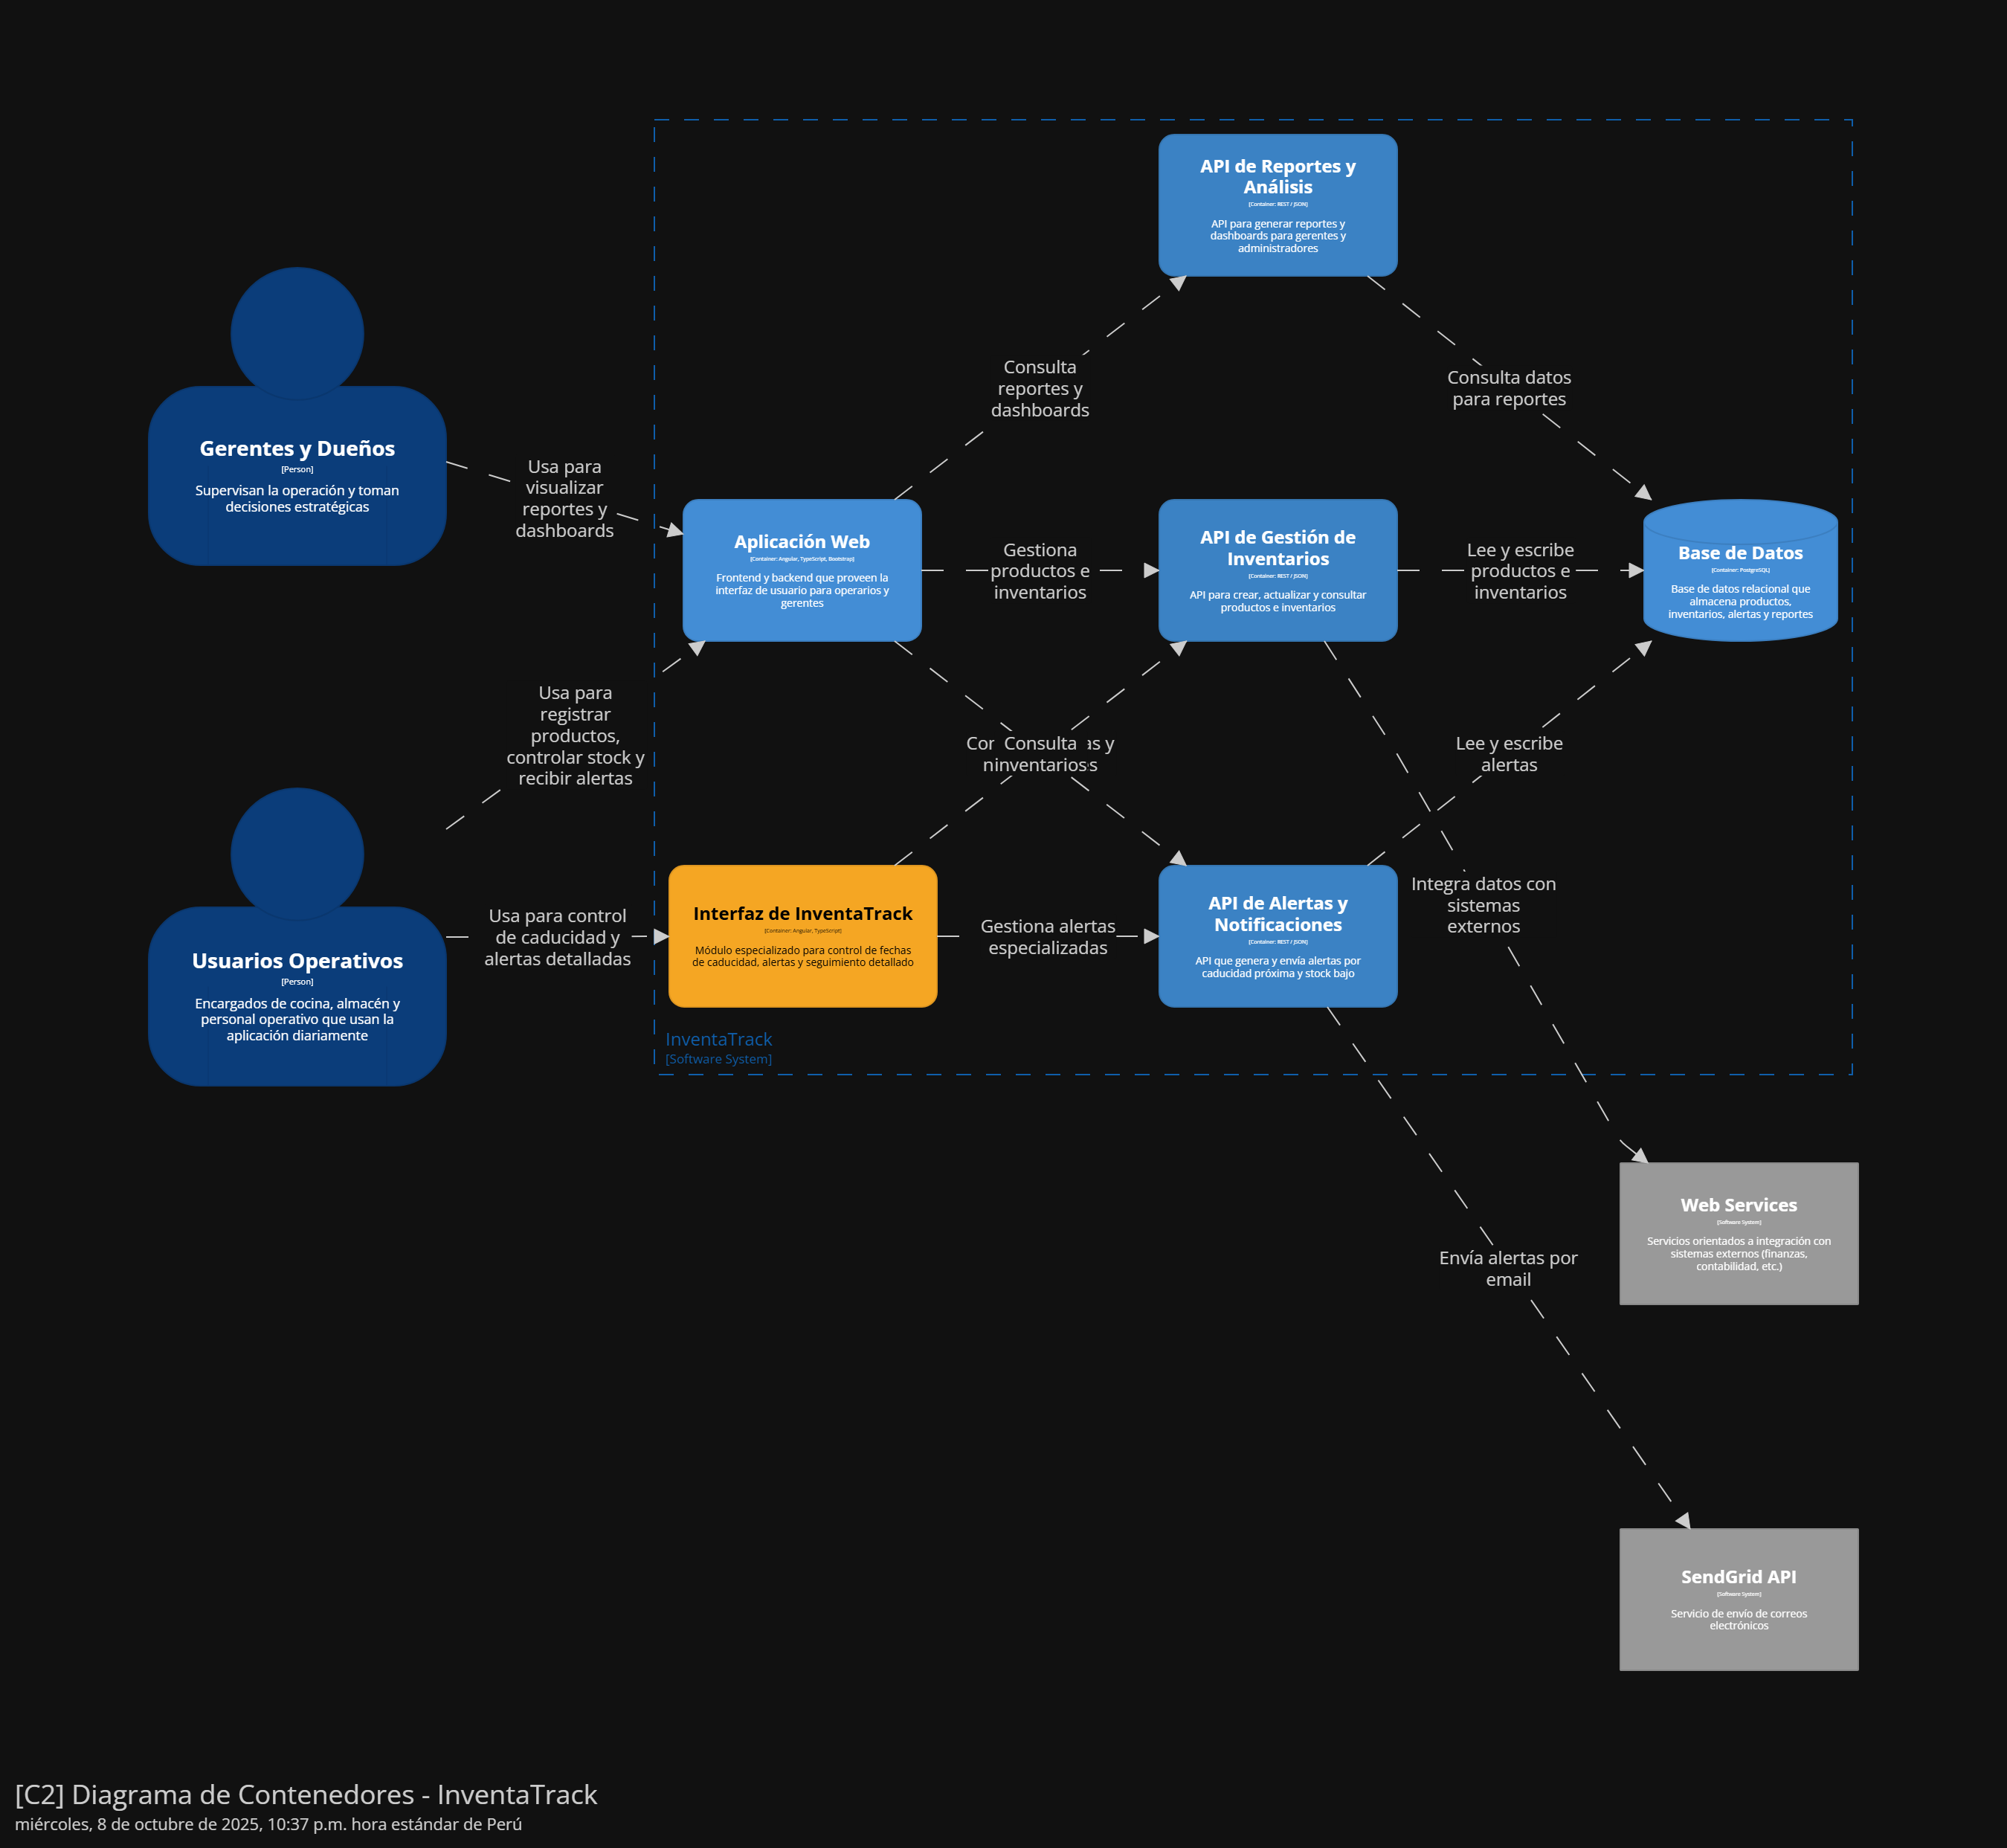 API de Reportes y
Análisis
[Container: REST / JSON]
API para generar reportes y
dashboards para gerentes y
administradores
Consulta
reportes y
dashboards
Consulta datos
para reportes
Gerentes y Dueños
[Person]
Supervisan la operación y toman
decisiones estratégicas
Usa para
visualizar
reportes y
dashboards
Aplicación Web
[Container: Angular, TypeScript, Bootstrap]
Frontend y backend que proveen la
interfaz de usuario para operarios y
gerentes
Gestiona
productos e
inventarios
API de Gestión de
Inventarios
[Container: REST / JSON]
API para crear, actualizar y consultar
productos e inventarios
Lee y escribe
productos e
inventarios
Base de Datos
[Container: PostgreSQL]
Base de datos relacional que
almacena productos,
inventarios, alertas y reportes
Usa para
registrar
productos,
controlar stock y
recibir alertas
Consulta
inventarios
Lee y escribe
alertas
Usuarios Operativos
[Person]
Encargados de cocina, almacén y
personal operativo que usan la
aplicación diariamente
Usa para control
de caducidad y
alertas detalladas
Interfaz de InventaTrack
[Container: Angular, TypeScript]
Módulo especializado para control de fechas
de caducidad, alertas y seguimiento detallado
Gestiona alertas
especializadas
API de Alertas y
Notificaciones
[Container: REST / JSON]
API que genera y envía alertas por
caducidad próxima y stock bajo
Integra datos con
sistemas
externos
InventaTrack
[Software System]
Web Services
[Software System]
Servicios orientados a integración con
sistemas externos (finanzas,
contabilidad, etc.)
Envía alertas por
email
SendGrid API
[Software System]
Servicio de envío de correos
electrónicos
[C2] Diagrama de Contenedores - InventaTrack
miércoles, 8 de octubre de 2025, 10:37 p.m. hora estándar de Perú